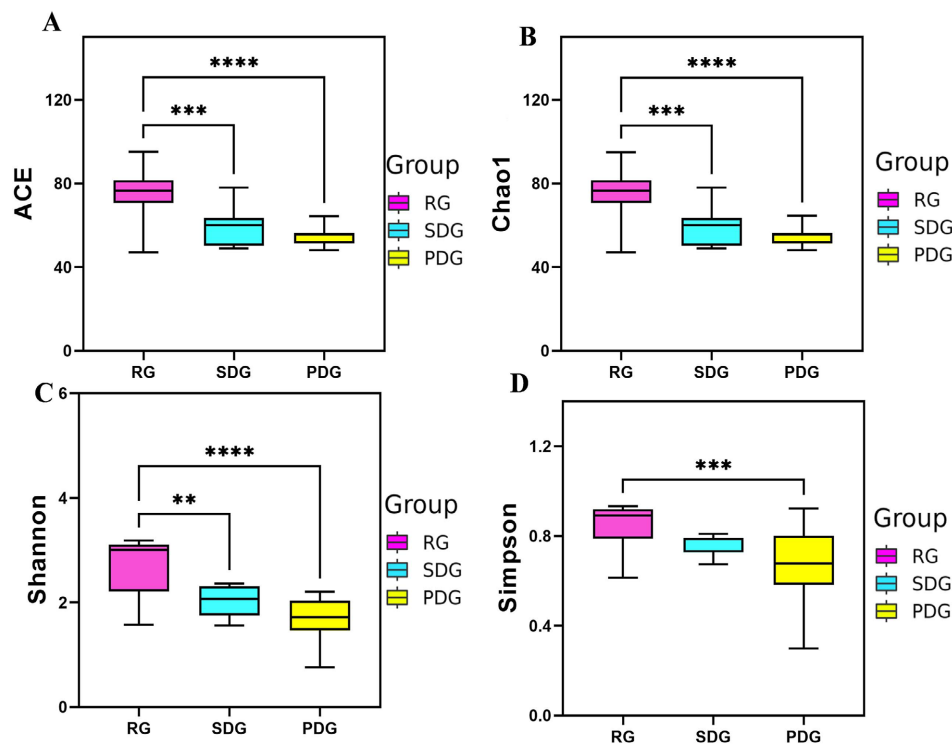 A
ACE
120
80
40
0
****
***
RG
SDG
PDG
Group
RG
SDG
PDG
B
Chao1
120
80
40
0
****
***
RG
SDG
PDG
Group
RG
SDG
PDG
C
Shannon
6
4
2
0
****
**
RG
SDG
PDG
Group
RG
SDG
PDG
D
Simpson
1.2
0.8
0.4
0.0
***
RG
SDG
PDG
Group
RG
SDG
PDG